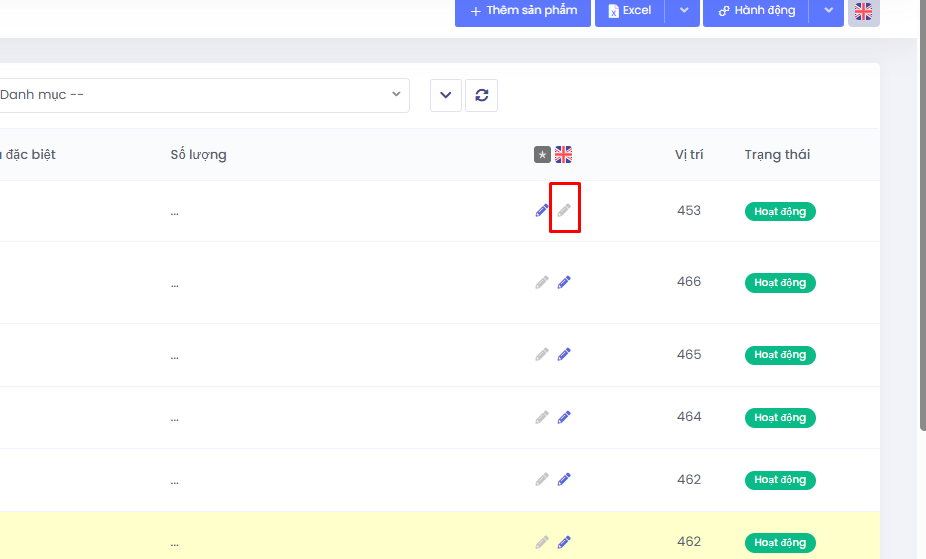 Thêm sản phẩm Excel Hành động
Danh mục --
đặc biệt Số lượng Vị trí Trạng thái
... 453 Hoạt động
... 466 Hoạt động
... 465 Hoạt động
... 464 Hoạt động
... 462 Hoạt động
... 462 Hoạt động